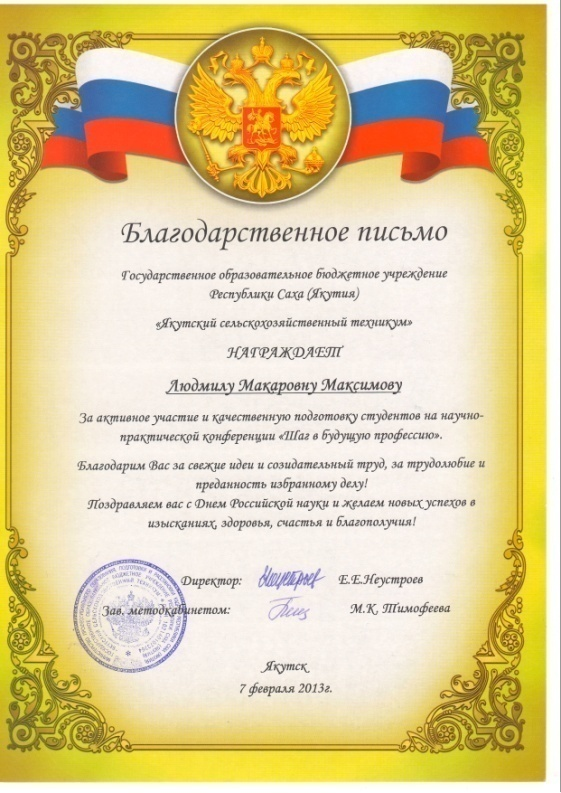 Благодарственное письмо
Государственное образовательное бюджетное учреждение
Республики Саха (Якутия)
«Якутский сельскохозяйственный техникум»
НАГРАЖДАЕТ
Людмилу Макаровну Максимову
За активное участие и качественную подготовку студентов на научно-
практической конференции «Шаг в будущую профессию».
Благодарим Вас за свежие идеи и созидательный труд, за трудолюбие и
преданность избранному делу!
Поздравляем вас с Днем Российской науки и желаем новых успехов в
изысканиях, здоровья, счастья и благополучия!
Директор: Е.Е.Неустроев
Зав. методкабинетом: М.К. Тимофеева
Якутск
7 февраля 2013г.